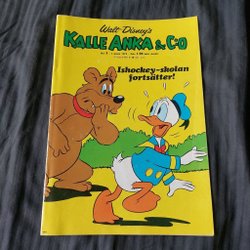 Walt Disney's
KALLE ANKA & C:O
Ishockey-skolan
fortsätter!